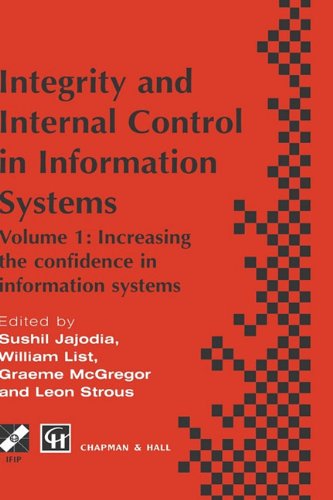 Integrity and
Internal Control
in Information
Systems
Volume 1: Increasing
the confidence in
information systems
Edited by
Sushil Jajodia,
William List,
Graeme McGregor
and Leon Strous
IFIP
CHAPMAN & HALL